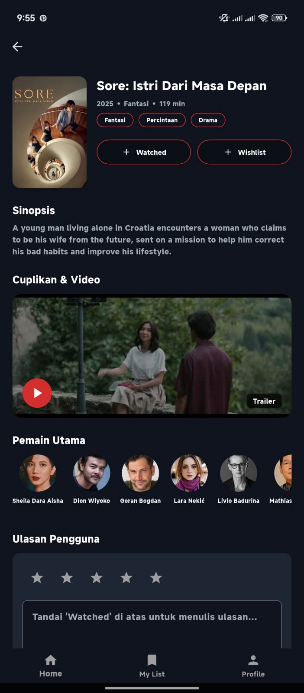 9:55
90
SORE
Sore: Istri Dari Masa Depan
2025 • Fantasi • 119 min
Fantasi Percintaan Drama
+ Watched + Wishlist
Sinopsis
A young man living alone in Croatia encounters a woman who claims
to be his wife from the future, sent on a mission to help him correct
his bad habits and improve his lifestyle.
Cuplikan & Video
Trailer
Pemain Utama
Sheila Dara Aisha Dion Wiyoko Goran Bogdan Lara Nekić Livio Badurina Mathias
Ulasan Pengguna
Tandai 'Watched' di atas untuk menulis ulasan...
Home My List Profile